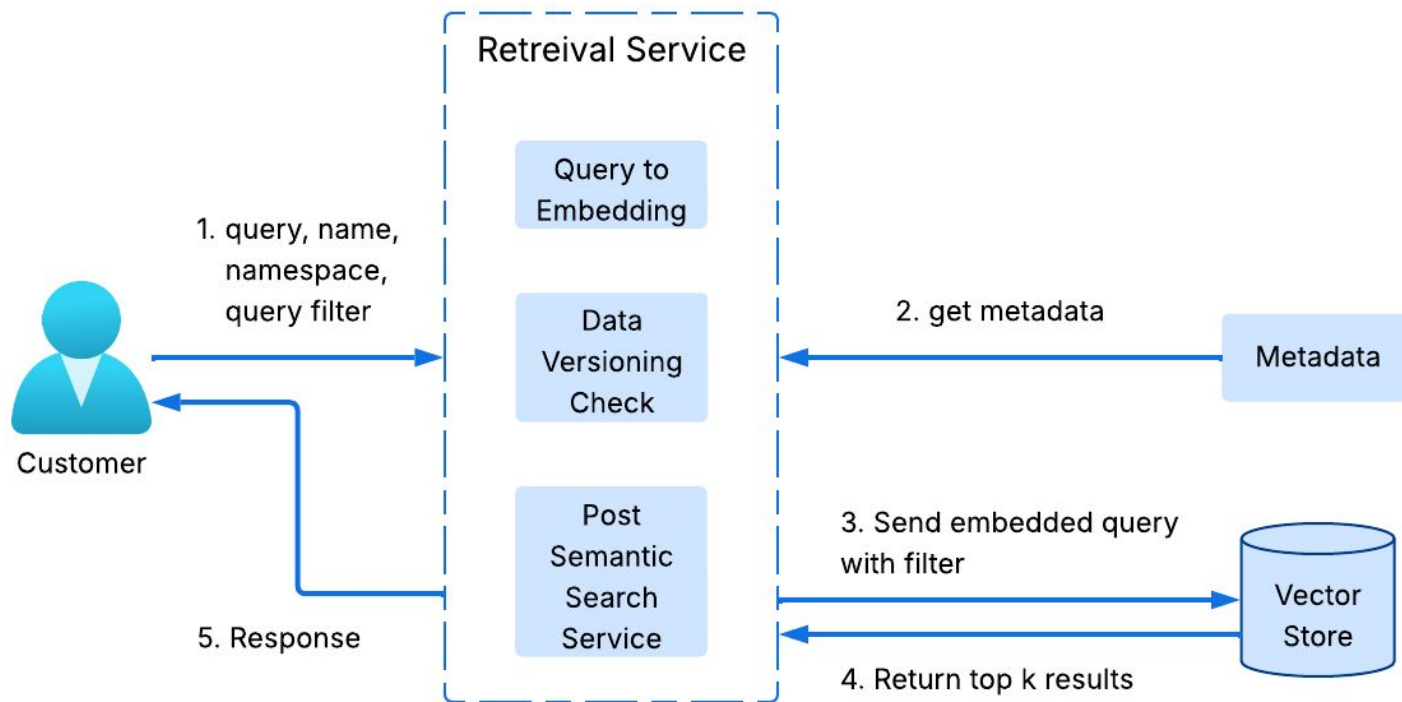 Retreival Service
Query to
Embedding
1. query, name,
namespace,
query filter
Data
Versioning
Check
2. get metadata
Metadata
Customer
Post
Semantic
Search
Service
3. Send embedded query
with filter
Vector
Store
5. Response
4. Return top k results